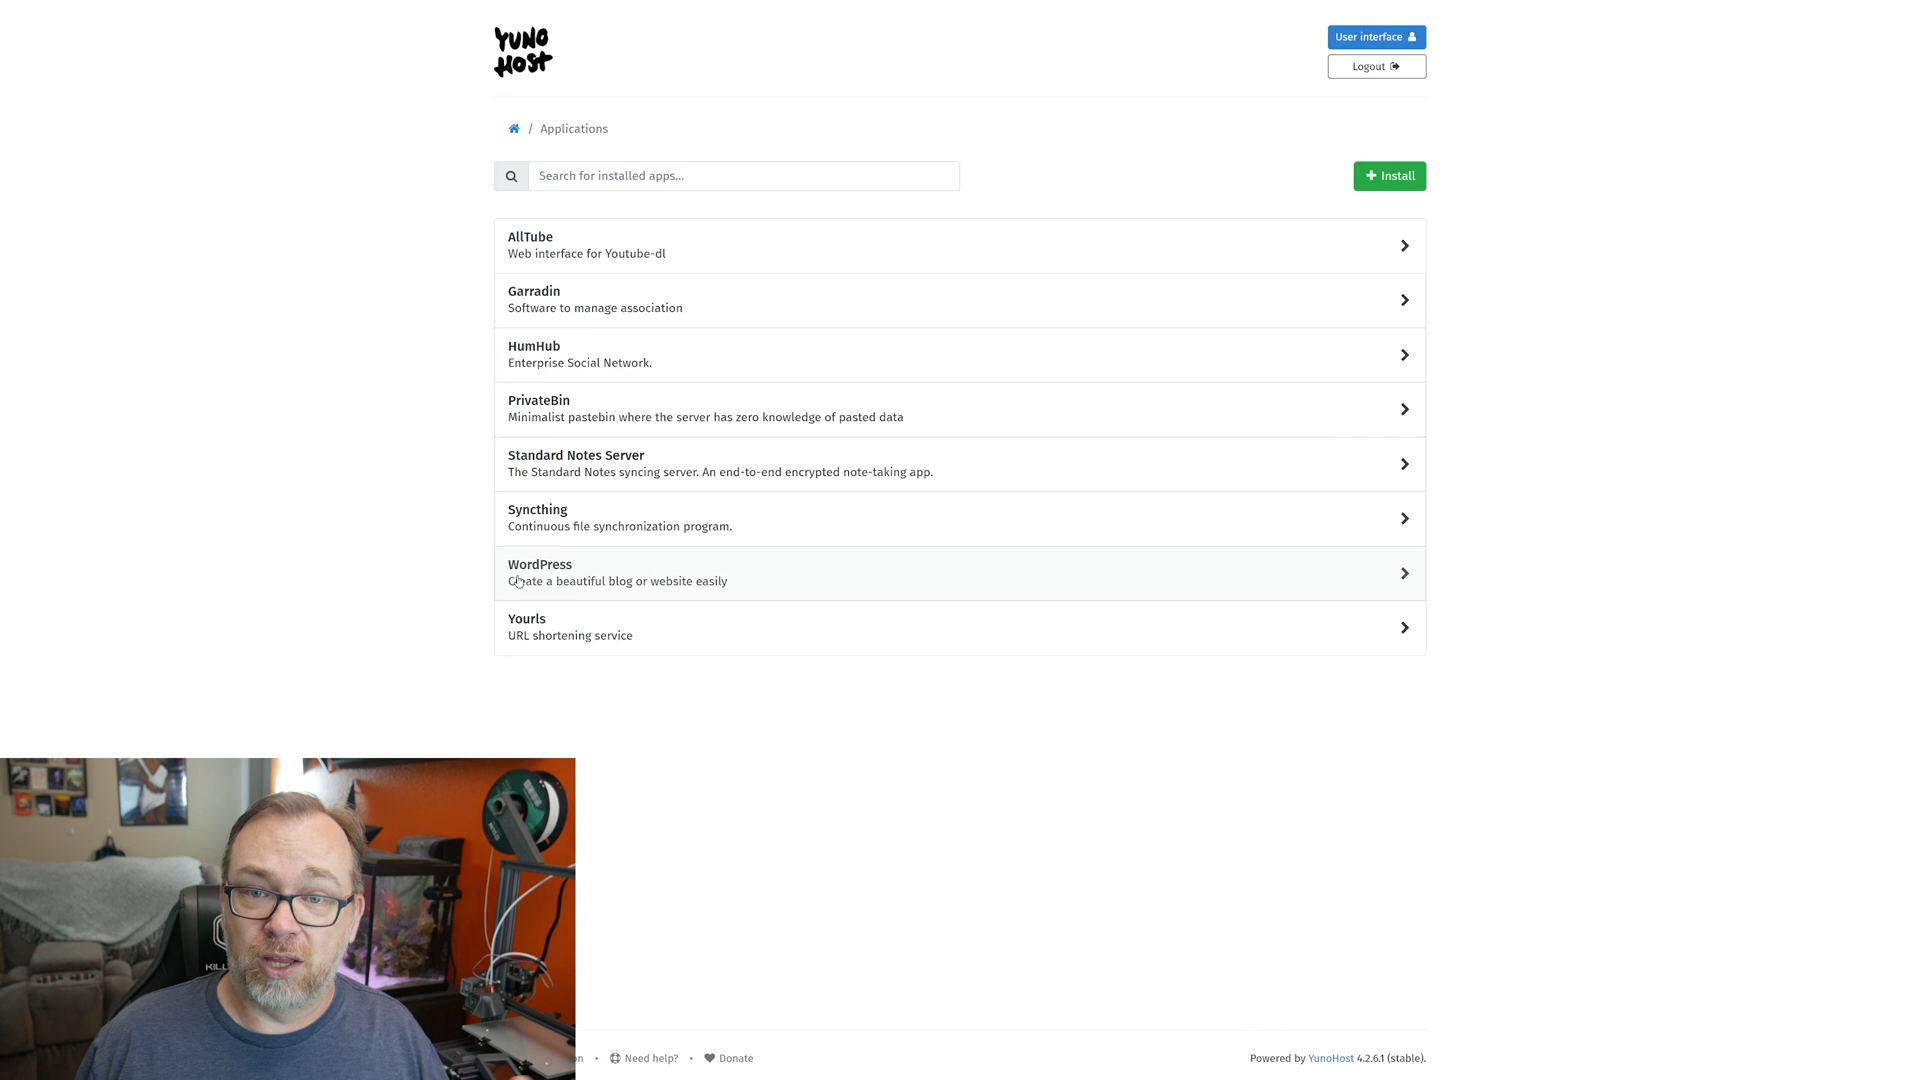 YUNO
HOST
User interface
Logout
/ Applications
Search for installed apps...
Install
AllTube
Web interface for Youtube-dl
Garradin
Software to manage association
HumHub
Enterprise Social Network.
PrivateBin
Minimalist pastebin where the server has zero knowledge of pasted data
Standard Notes Server
The Standard Notes syncing server. An end-to-end encrypted note-taking app.
Syncthing
Continuous file synchronization program.
WordPress
Create a beautiful blog or website easily
Yourls
URL shortening service
• Need help? • Donate
Powered by YunoHost 4.2.6.1 (stable).